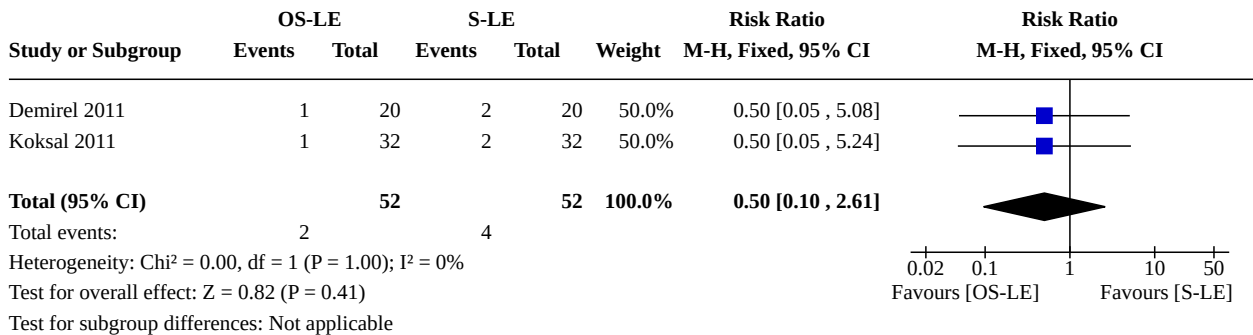 OS-LE S-LE Risk Ratio Risk Ratio
Study or Subgroup Events Total Events Total Weight M-H, Fixed, 95% CI M-H, Fixed, 95% CI
Demirel 2011 1 20 2 20 50.0% 0.50 [0.05 , 5.08]
Koksal 2011 1 32 2 32 50.0% 0.50 [0.05 , 5.24]
Total (95% CI) 52 52 100.0% 0.50 [0.10 , 2.61]
Total events: 2 4
Heterogeneity: Chi² = 0.00, df = 1 (P = 1.00); I² = 0%
Test for overall effect: Z = 0.82 (P = 0.41)
Test for subgroup differences: Not applicable
0.02 0.1 1 10 50
Favours [OS-LE] Favours [S-LE]